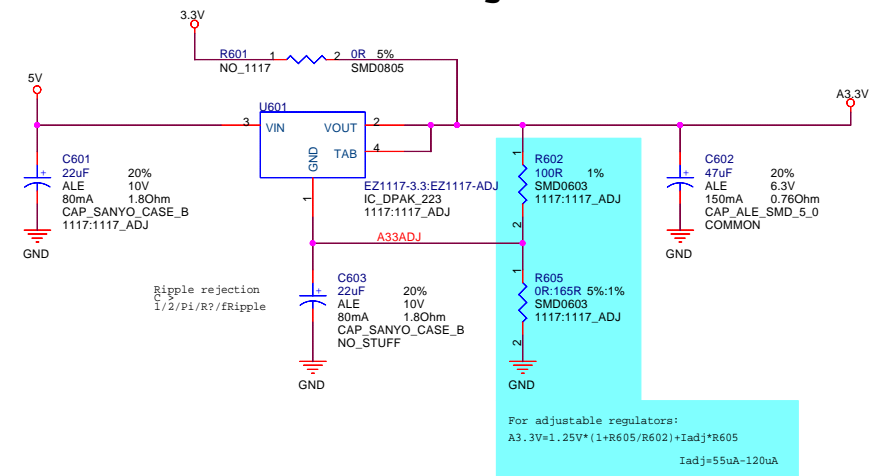 3.3V
R601 1 2 0R 5%
NO_1117 SMD0805
5V
A3.3V
U601
3 VIN VOUT 2
TAB 4
GND
1
C601
22uF 20%
ALE 10V
80mA 1.8Ohm
CAP_SANYO_CASE_B
1117:1117_ADJ
GND
EZ1117-3.3:EZ1117-ADJ
IC_DPAK_223
1117:1117_ADJ
1
R602
100R 1%
SMD0603
1117:1117_ADJ
2
C602
47uF 20%
ALE 6.3V
150mA 0.76Ohm
CAP_ALE_SMD_5_0
COMMON
GND
A33ADJ
Ripple rejection
C >
1/2/Pi/R?/fRipple
C603
22uF 20%
ALE 10V
80mA 1.8Ohm
CAP_SANYO_CASE_B
NO_STUFF
GND
1
R605
0R:165R 5%:1%
SMD0603
1117:1117_ADJ
2
GND
For adjustable regulators:
A3.3V=1.25V*(1+R605/R602)+Iadj*R605
Iadj=55uA-120uA